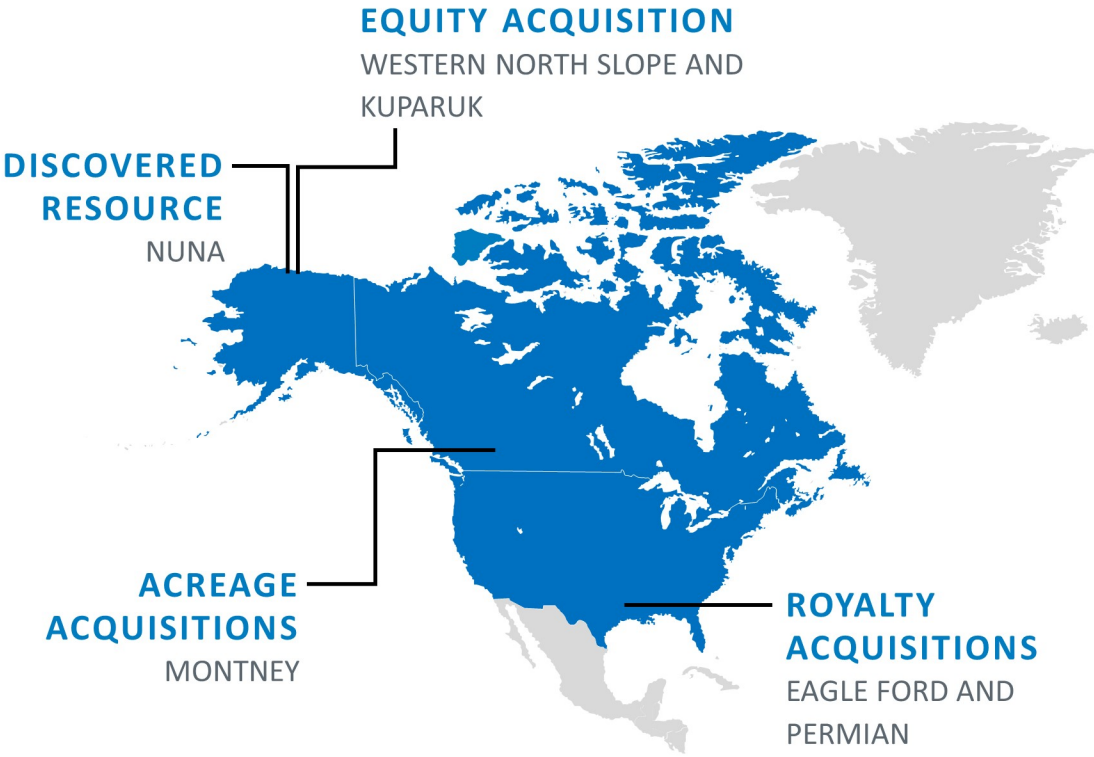 EQUITY ACQUISITION
WESTERN NORTH SLOPE AND
KUPARUK
DISCOVERED
RESOURCE
NUNA
ACREAGE
ACQUISITIONS
MONTNEY
ROYALTY
ACQUISITIONS
EAGLE FORD AND
PERMIAN